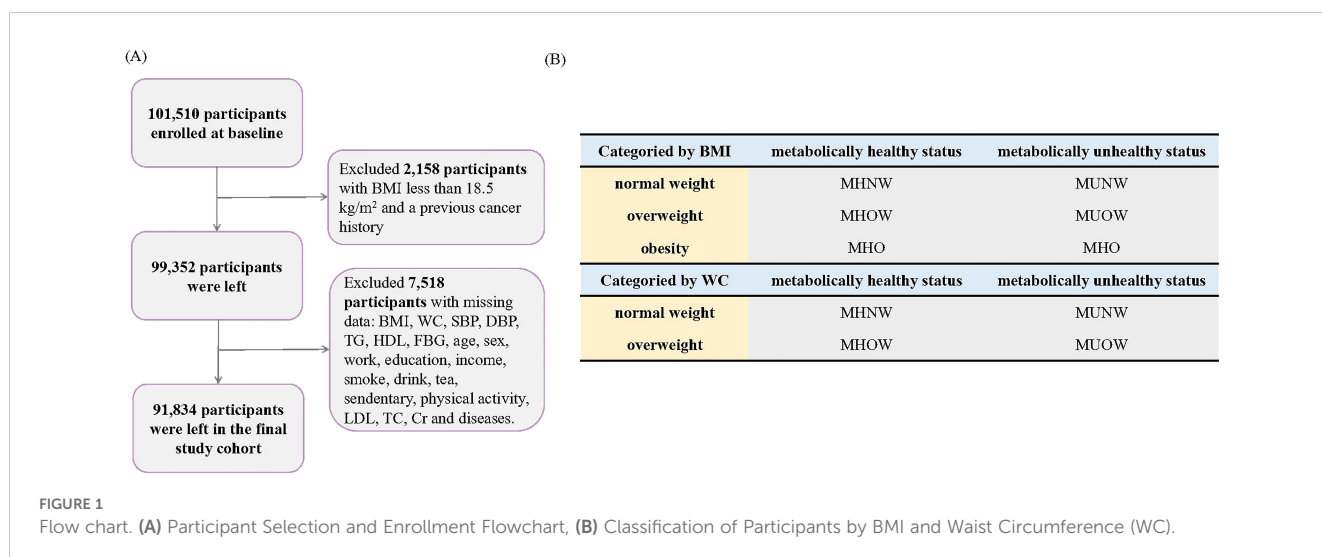 (A)
101,510 participants
enrolled at baseline
Excluded 2,158 participants
with BMI less than 18.5
kg/m² and a previous cancer
history
99,352 participants
were left
Excluded 7,518
participants with missing
data: BMI, WC, SBP, DBP,
TG, HDL, FBG, age, sex,
work, education, income,
smoke, drink, tea,
sendentary, physical activity,
LDL, TC, Cr and diseases.
91,834 participants
were left in the final
study cohort
(B)
Categoried by BMI metabolically healthy status metabolically unhealthy status
normal weight MHNW MUNW
overweight MHOW MUOW
obesity MHO MHO
Categoried by WC metabolically healthy status metabolically unhealthy status
normal weight MHNW MUNW
overweight MHOW MUOW
FIGURE 1
Flow chart. (A) Participant Selection and Enrollment Flowchart, (B) Classification of Participants by BMI and Waist Circumference (WC).